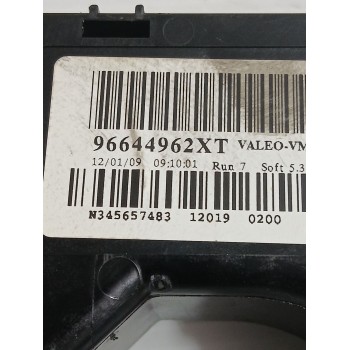 96644962XT VALEO-VM
12/01/09 09:10:01 Run 7 Soft 5.3
N345657483 12019 0200